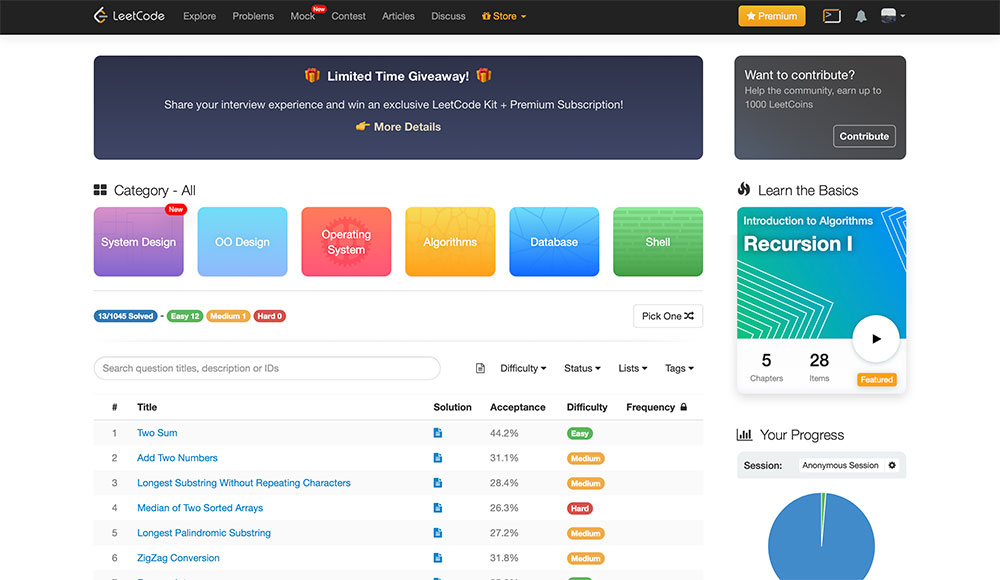 LeetCode Explore Problems Mock New Contest Articles Discuss Store Premium
Limited Time Giveaway!
Share your interview experience and win an exclusive LeetCode Kit + Premium Subscription!
More Details
Want to contribute?
Help the community, earn up to
1000 LeetCoins
Contribute
Category - All
System Design
New
OO Design
Operating
System
Algorithms
Database
Shell
13/1045 Solved - Easy 12 Medium 1 Hard 0
Pick One
Search question titles, description or IDs
Difficulty Status Lists Tags
# Title Solution Acceptance Difficulty Frequency
1 Two Sum 44.2% Easy
2 Add Two Numbers 31.1% Medium
3 Longest Substring Without Repeating Characters 28.4% Medium
4 Median of Two Sorted Arrays 26.3% Hard
5 Longest Palindromic Substring 27.2% Medium
6 ZigZag Conversion 31.8% Medium
Learn the Basics
Introduction to Algorithms
Recursion I
5 28
Chapters Items
Featured
Your Progress
Session: Anonymous Session